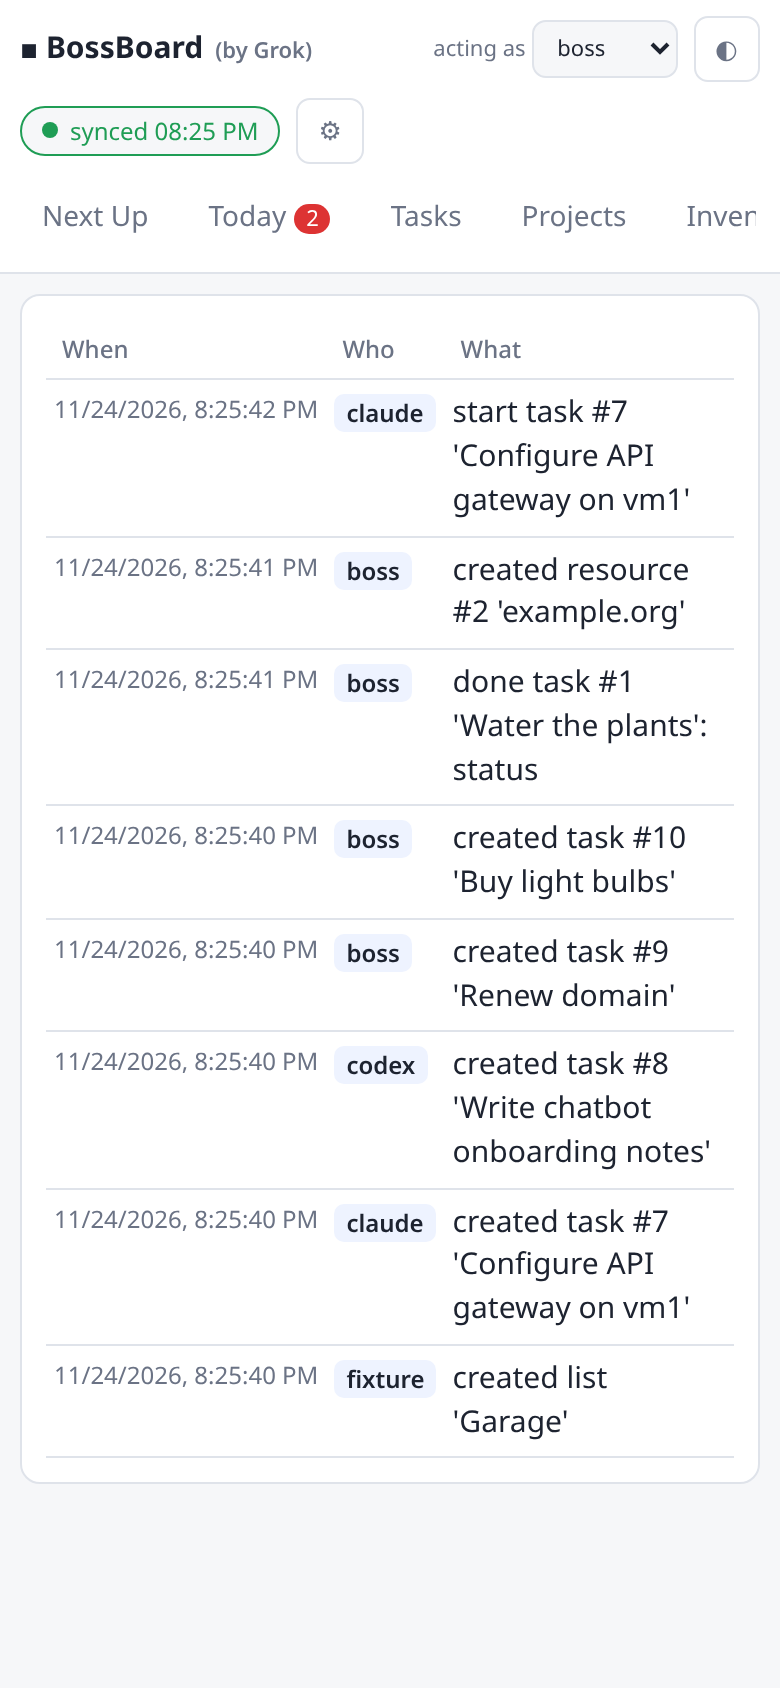 ■ BossBoard (by Grok) acting as boss
synced 08:25 PM
Next Up Today 2 Tasks Projects Inven
When Who What
11/24/2026, 8:25:42 PM claude start task #7
'Configure API
gateway on vm1'
11/24/2026, 8:25:41 PM boss created resource
#2 'example.org'
11/24/2026, 8:25:41 PM boss done task #1
'Water the plants':
status
11/24/2026, 8:25:40 PM boss created task #10
'Buy light bulbs'
11/24/2026, 8:25:40 PM boss created task #9
'Renew domain'
11/24/2026, 8:25:40 PM codex created task #8
'Write chatbot
onboarding notes'
11/24/2026, 8:25:40 PM claude created task #7
'Configure API
gateway on vm1'
11/24/2026, 8:25:40 PM fixture created list
'Garage'